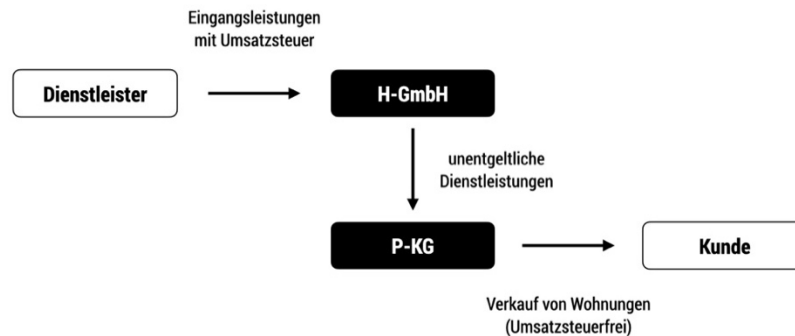 Eingangsleistungen
mit Umsatzsteuer
Dienstleister
H-GmbH
unentgeltliche
Dienstleistungen
P-KG
Kunde
Verkauf von Wohnungen
(Umsatzsteuerfrei)